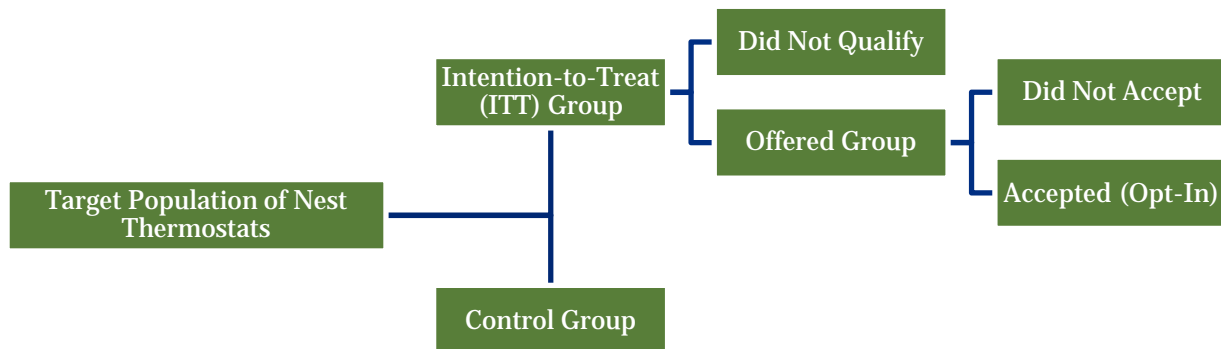 Did Not Qualify
Intention-to-Treat
(ITT) Group
Did Not Accept
Offered Group
Accepted (Opt-In)
Target Population of Nest
Thermostats
Control Group